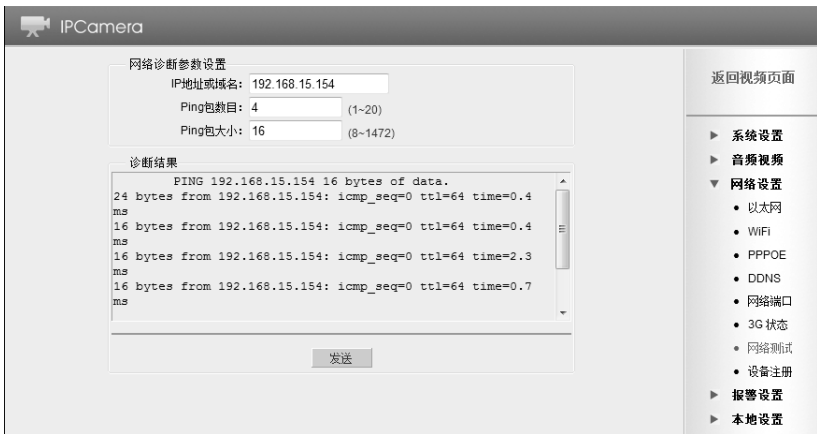 IPCamera
网络诊断参数设置
IP地址或域名: 192.168.15.154
Ping包数目: 4 (1~20)
Ping包大小: 16 (8~1472)
诊断结果
PING 192.168.15.154 16 bytes of data.
24 bytes from 192.168.15.154: icmp_seq=0 ttl=64 time=0.4
ms
16 bytes from 192.168.15.154: icmp_seq=0 ttl=64 time=0.4
ms
16 bytes from 192.168.15.154: icmp_seq=0 ttl=64 time=2.3
ms
16 bytes from 192.168.15.154: icmp_seq=0 ttl=64 time=0.7
ms
发送
返回视频页面
系统设置
音频视频
网络设置
以太网
WiFi
PPPOE
DDNS
网络端口
3G 状态
网络测试
设备注册
报警设置
本地设置